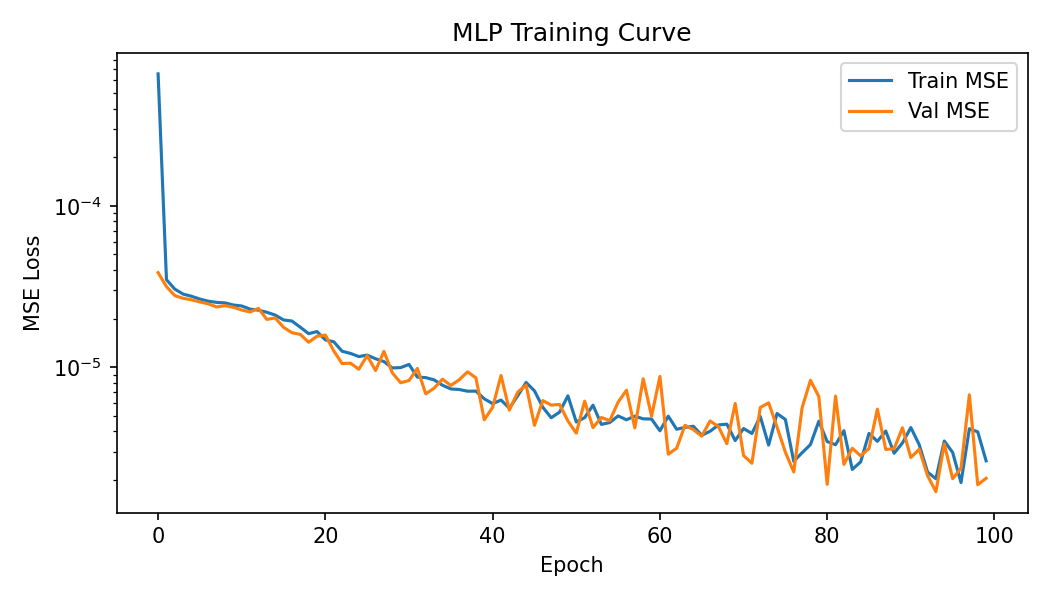 MLP Training Curve
Train MSE
Val MSE
MSE Loss
10⁻⁴
10⁻⁵
0 20 40 60 80 100
Epoch